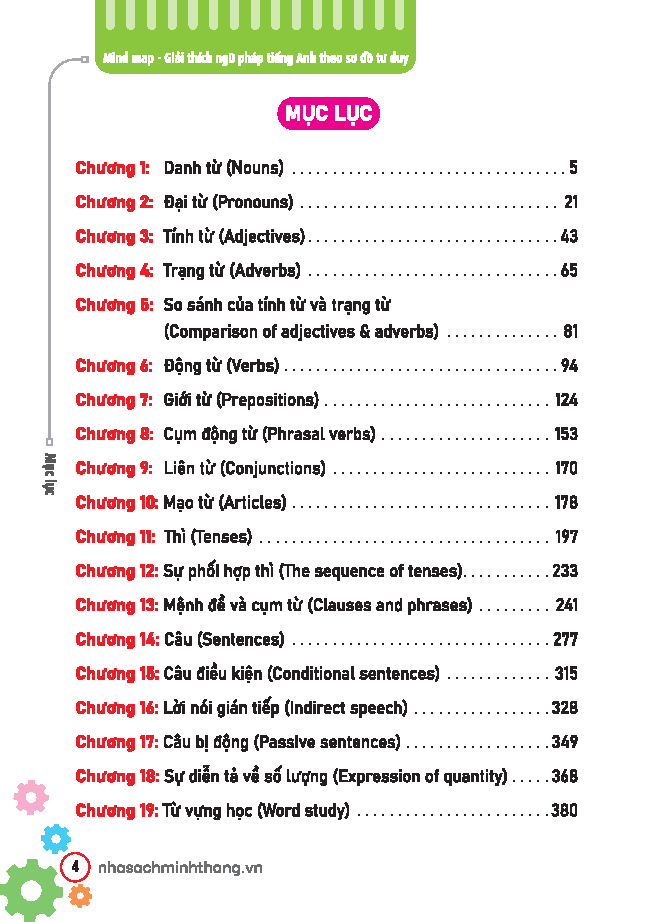 Mind map - Giải thích ngữ pháp tiếng Anh theo sơ đồ tư duy
MỤC LỤC
Chương 1: Danh từ (Nouns) ................................. 5
Chương 2: Đại từ (Pronouns) ............................... 21
Chương 3: Tính từ (Adjectives) .............................. 43
Chương 4: Trạng từ (Adverbs) .............................. 65
Chương 5: So sánh của tính từ và trạng từ
(Comparison of adjectives & adverbs) .............. 81
Chương 6: Động từ (Verbs) ................................. 94
Chương 7: Giới từ (Prepositions) ........................... 124
Chương 8: Cụm động từ (Phrasal verbs) .................... 153
Chương 9: Liên từ (Conjunctions) .......................... 170
Chương 10: Mạo từ (Articles) ............................... 178
Chương 11: Thì (Tenses) ................................... 197
Chương 12: Sự phối hợp thì (The sequence of tenses)........... 233
Chương 13: Mệnh đề và cụm từ (Clauses and phrases) ......... 241
Chương 14: Câu (Sentences) ............................... 277
Chương 15: Câu điều kiện (Conditional sentences) ............. 315
Chương 16: Lời nói gián tiếp (Indirect speech) ................. 328
Chương 17: Câu bị động (Passive sentences) .................. 349
Chương 18: Sự diễn tả về số lượng (Expression of quantity) ..... 368
Chương 19: Từ vựng học (Word study) ....................... 380
Mục lục
4 nhasachminhthang.vn